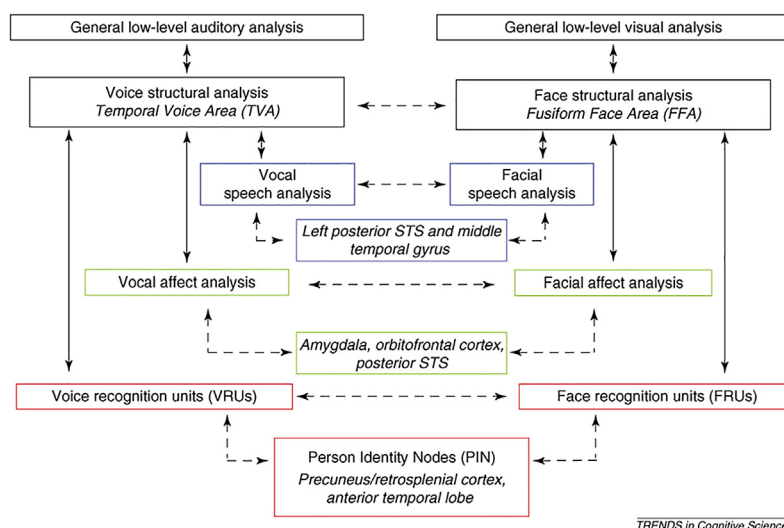 General low-level auditory analysis
General low-level visual analysis
Voice structural analysis
Temporal Voice Area (TVA)
Face structural analysis
Fusiform Face Area (FFA)
Vocal
speech analysis
Facial
speech analysis
Left posterior STS and middle
temporal gyrus
Vocal affect analysis
Facial affect analysis
Amygdala, orbitofrontal cortex,
posterior STS
Voice recognition units (VRUs)
Face recognition units (FRUs)
Person Identity Nodes (PIN)
Precuneus/retrosplenial cortex,
anterior temporal lobe
TRENDS in Cognitive Science